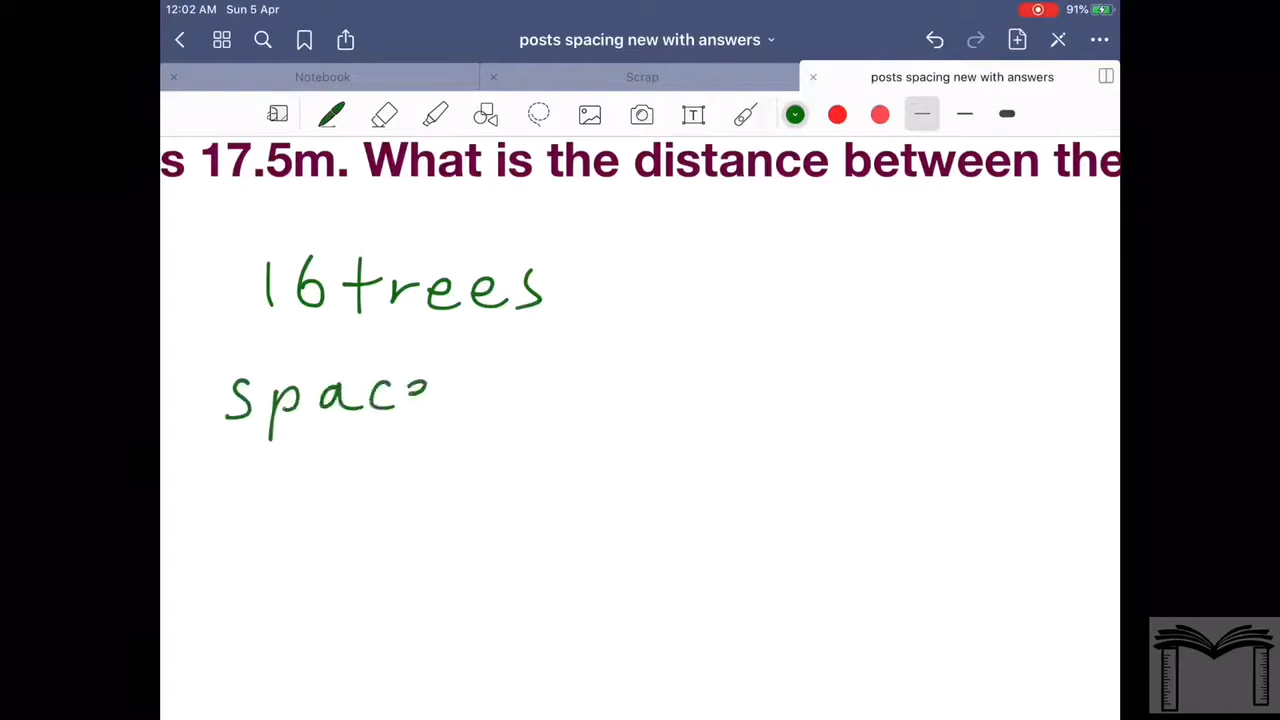 12:02 AM Sun 5 Apr 91%
posts spacing new with answers
Notebook Scrap posts spacing new with answers
s 17.5m. What is the distance between the
16 trees
spac